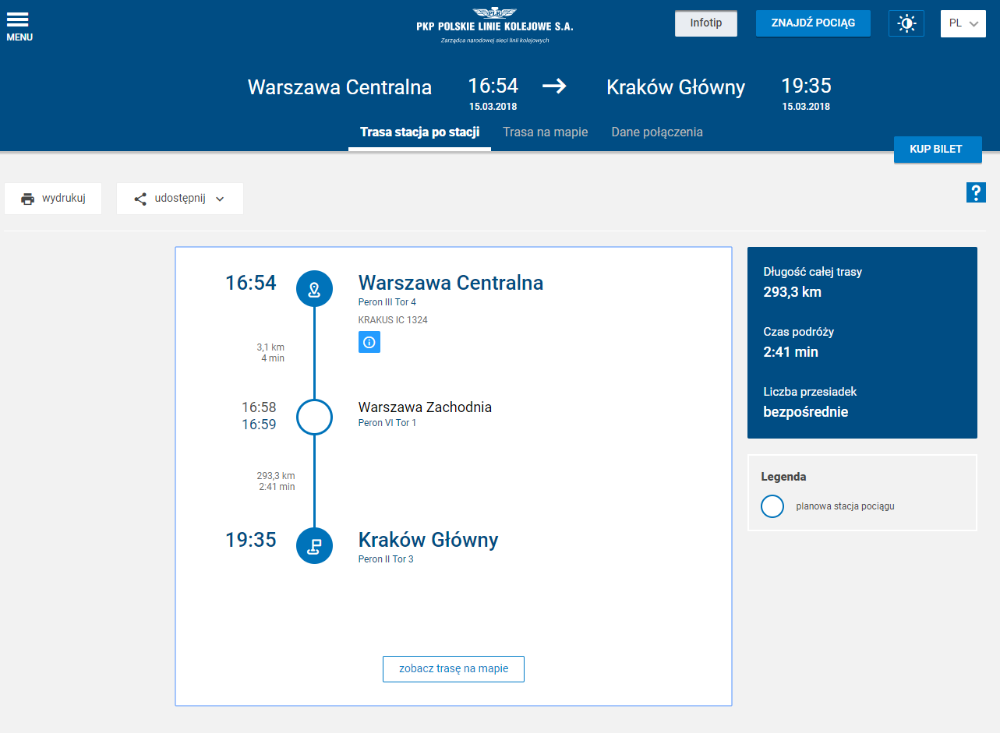 MENU
PLK
PKP POLSKIE LINIE KOLEJOWE S.A.
Zarządca narodowej sieci linii kolejowych
Infotip
ZNAJDŹ POCIĄG
PL
Warszawa Centralna
16:54
15.03.2018
Kraków Główny
19:35
15.03.2018
Trasa stacja po stacji
Trasa na mapie
Dane połączenia
KUP BILET
wydrukuj
udostępnij
?
16:54
Warszawa Centralna
Peron III Tor 4
KRAKUS IC 1324
3,1 km
4 min
16:58
16:59
Warszawa Zachodnia
Peron VI Tor 1
293,3 km
2:41 min
19:35
Kraków Główny
Peron II Tor 3
zobacz trasę na mapie
Długość całej trasy
293,3 km
Czas podróży
2:41 min
Liczba przesiadek
bezpośrednie
Legenda
planowa stacja pociągu